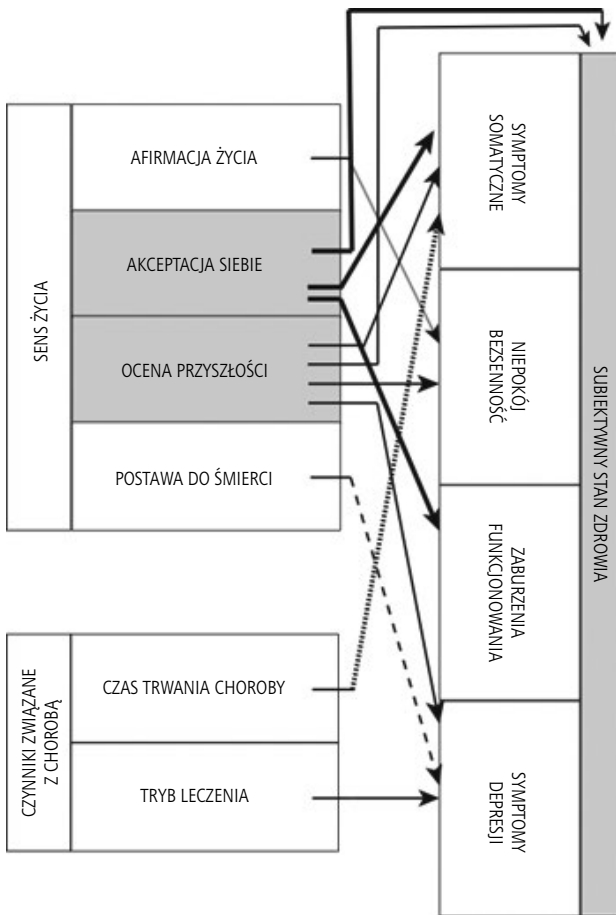 SENS ŻYCIA
AFIRMACJA ŻYCIA
AKCEPTACJA SIEBIE
OCENA PRZYSZŁOŚCI
POSTAWA DO ŚMIERCI
CZYNNIKI ZWIĄZANE
Z CHOROBĄ
CZAS TRWANIA CHOROBY
TRYB LECZENIA
SYMPTOMY
SOMATYCZNE
NIEPOKÓJ
BEZSENNOŚĆ
ZABURZENIA
FUNKCJONOWANIA
SYMPTOMY
DEPRESJI
SUBIEKTYWNY STAN ZDROWIA